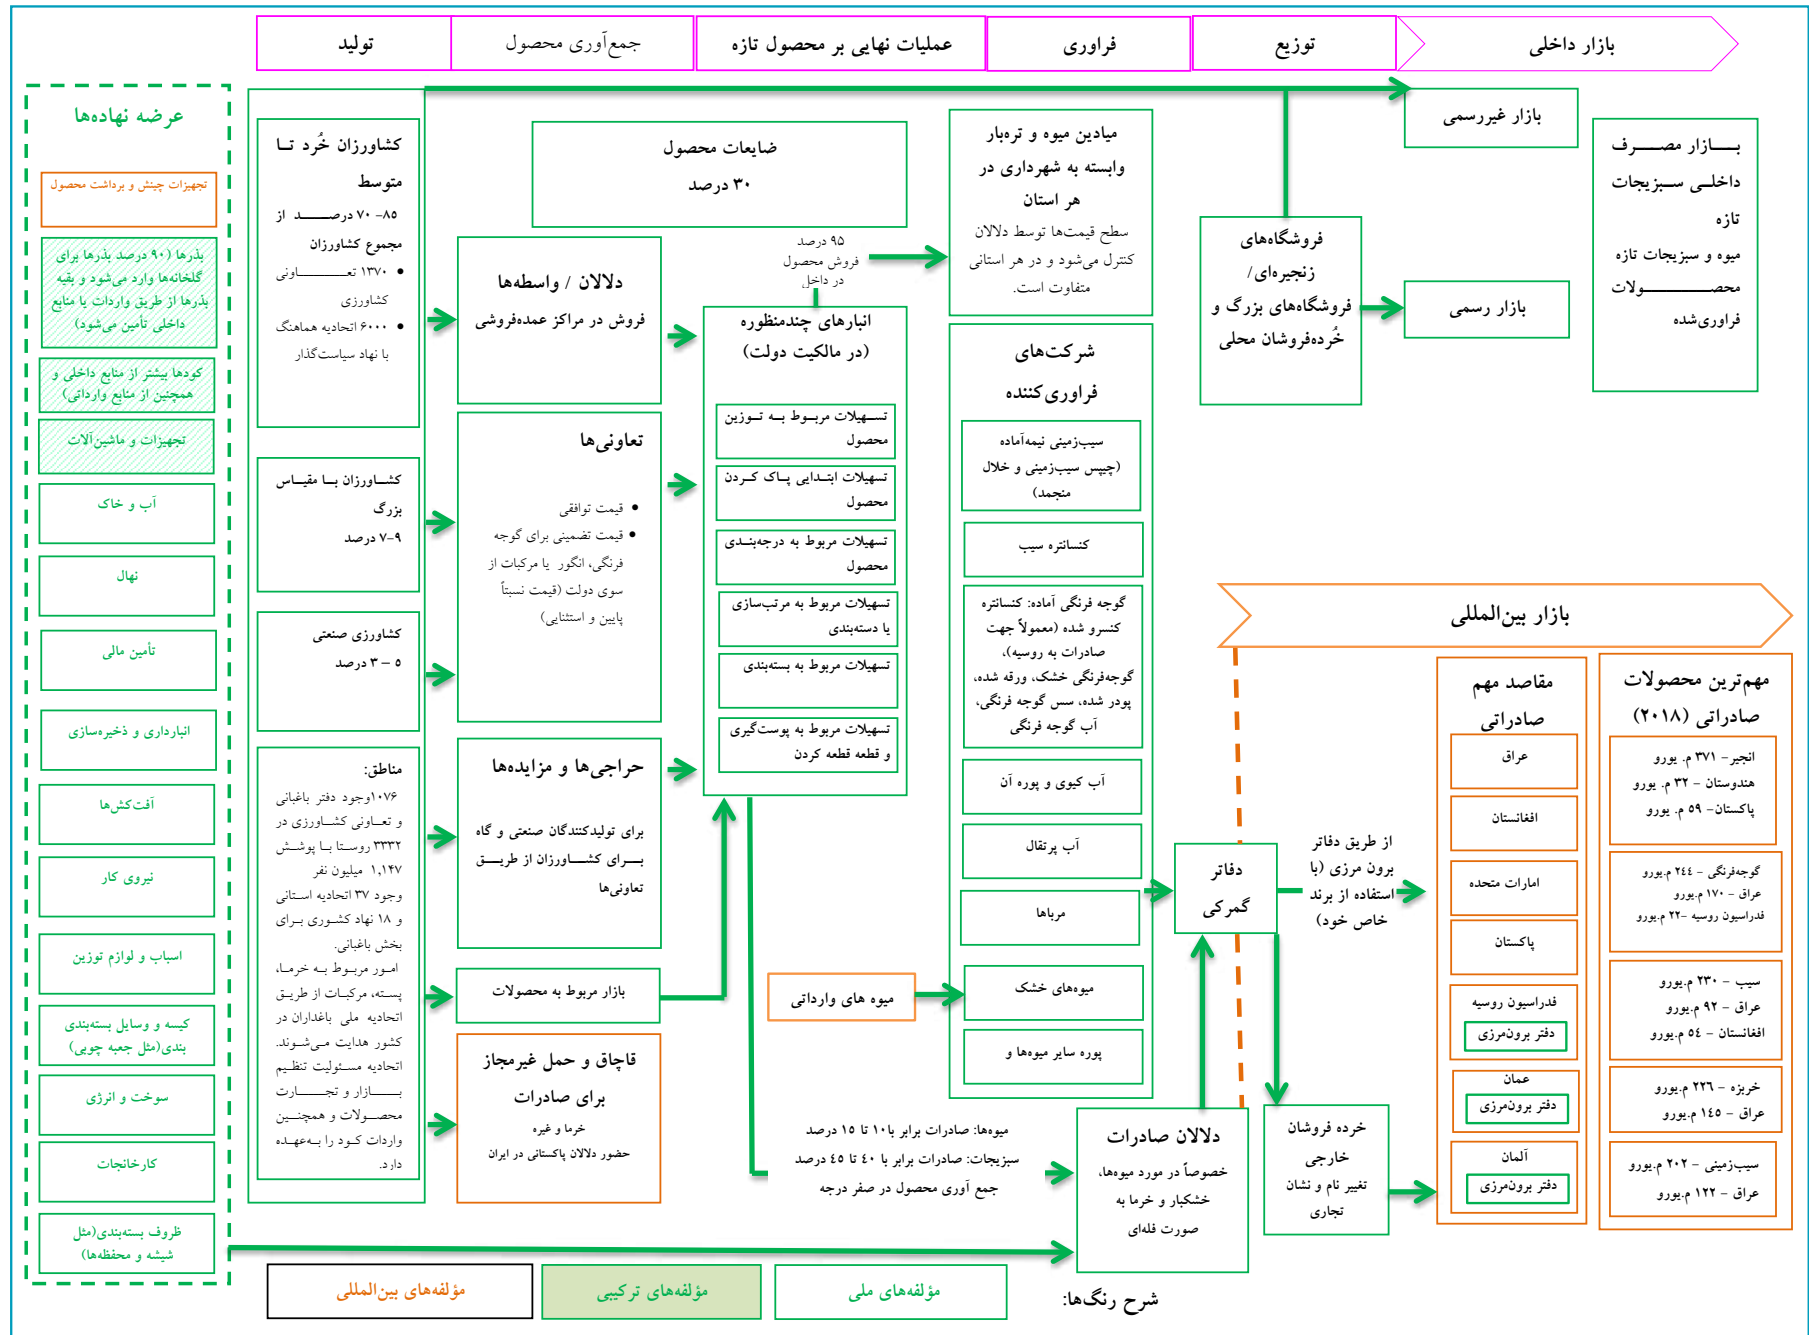 تولید
جمع‌آوری محصول
عملیات نهایی بر محصول تازه
فراوری
توزیع
بازار داخلی
عرضه نهاده‌ها
تجهیزات چینش و برداشت محصول
بذرها (۹۰ درصد بذرها برای
گلخانه‌ها وارد می‌شود و بقیه
بذرها از طریق واردات یا منابع
داخلی تأمین می‌شود)
کودها بیشتر از منابع داخلی و
همچنین از منابع وارداتی)
تجهیزات و ماشین‌آلات
آب و خاک
نهال
تأمین مالی
انبارداری و ذخیره‌سازی
آفت‌کش‌ها
نیروی کار
اسباب و لوازم توزین
کیسه و وسایل بسته‌بندی
بندی(مثل جعبه چوبی)
سوخت و انرژی
کارخانجات
ظروف بسته‌بندی(مثل
شیشه و محفظه‌ها)
کشاورزان خُرد تا
متوسط
۸۵- ۷۰ درصد از
مجموع کشاورزان
• ۱۳۷۰ تعاونی
کشاورزی
• ۶۰۰۰ اتحادیه هماهنگ
با نهاد سیاست‌گذار
کشاورزان با مقیاس
بزرگ
۷-۹ درصد
کشاورزی صنعتی
۵ – ۳ درصد
مناطق:
۱۰۷۶وجود دفتر باغبانی
و تعاونی کشاورزی در
۳۳۳۲ روستا با پوشش
۱,۱۴۷ میلیون نفر
وجود ۳۷ اتحادیه استانی
و ۱۸ نهاد کشوری برای
بخش باغبانی.
امور مربوط به خرما،
پسته، مرکبات از طریق
اتحادیه ملی باغداران در
کشور هدایت می‌شوند.
اتحادیه مسئولیت تنظیم
بازار و تجارت
محصولات و همچنین
واردات کود را به‌عهده
دارد.
ضایعات محصول
۳۰ درصد
دلالان / واسطه‌ها
فروش در مراکز عمده‌فروشی
تعاونی‌ها
• قیمت توافقی
• قیمت تضمینی برای گوجه
فرنگی، انگور یا مرکبات از
سوی دولت (قیمت نسبتاً
پایین و استثنایی)
حراجی‌ها و مزایده‌ها
برای تولیدکنندگان صنعتی و گاه
برای کشاورزان از طریق
تعاونی‌ها
بازار مربوط به محصولات
قاچاق و حمل غیرمجاز
برای صادرات
خرما و غیره
حضور دلالان پاکستانی در ایران
۹۵ درصد
فروش محصول
در داخل
انبارهای چندمنظوره
(در مالکیت دولت)
تسهیلات مربوط به توزین
محصول
تسهیلات ابتدایی پاک کردن
محصول
تسهیلات مربوط به درجه‌بندی
محصول
تسهیلات مربوط به مرتب‌سازی
یا دسته‌بندی
تسهیلات مربوط به بسته‌بندی
تسهیلات مربوط به پوست‌گیری
و قطعه قطعه کردن
میوه های وارداتی
میوه‌ها: صادرات برابر با۱۰ تا ۱۵ درصد
سبزیجات: صادرات برابر با ۴۰ تا ۴۵ درصد
جمع آوری محصول در صفر درجه
میادین میوه و تره‌بار
وابسته به شهرداری در
هر استان
سطح قیمت‌ها توسط دلالان
کنترل می‌شود و در هر استانی
متفاوت است.
شرکت‌های
فراوری‌کننده
سیب‌زمینی نیمه‌آماده
(چیپس سیب‌زمینی و خلال
منجمد)
کنسانتره سیب
گوجه فرنگی آماده: کنسانتره
کنسرو شده (معمولاً جهت
صادرات به روسیه)،
گوجه‌فرنگی خشک، ورقه شده،
پودر شده، سس گوجه فرنگی،
آب گوجه فرنگی
آب کیوی و پوره آن
آب پرتقال
مرباها
میوه‌های خشک
پوره سایر میوه‌ها و
فروشگاه‌های
زنجیره‌ای/
فروشگاه‌های بزرگ و
خُرده‌فروشان محلی
بازار غیررسمی
بازار رسمی
بازار مصرف
داخلی سبزیجات
تازه
میوه و سبزیجات تازه
محصولات
فراوری‌شده
بازار بین‌المللی
دفاتر
گمرکی
از طریق دفاتر
برون مرزی (با
استفاده از برند
خاص خود)
دلالان صادرات
خصوصاً در مورد میوه‌ها،
خشکبار و خرما به
صورت فله‌ای
خرده فروشان
خارجی
تغییر نام و نشان
تجاری
مقاصد مهم
صادراتی
عراق
افغانستان
امارات متحده
پاکستان
فدراسیون روسیه
دفتر برون‌مرزی
عمان
دفتر برون‌مرزی
آلمان
دفتر برون‌مرزی
مهم‌ترین محصولات
صادراتی (۲۰۱۸)
انجیر- ۳۷۱ م. یورو
هندوستان - ۳۲ م. یورو
پاکستان- ۵۹ م. یورو
گوجه‌فرنگی - ۲۴۴ م.یورو
عراق - ۱۷۰ م.یورو
فدراسیون روسیه -۲۲ م.یورو
سیب - ۲۳۰ م.یورو
عراق - ۹۲ م.یورو
افغانستان - ۵۴ م.یورو
خربزه - ۲۲۶ م.یورو
عراق - ۱۴۵ م.یورو
سیب‌زمینی - ۲۰۲ م.یورو
عراق - ۱۲۲ م.یورو
شرح رنگ‌ها:
مؤلفه‌های ملی
مؤلفه‌های ترکیبی
مؤلفه‌های بین‌المللی